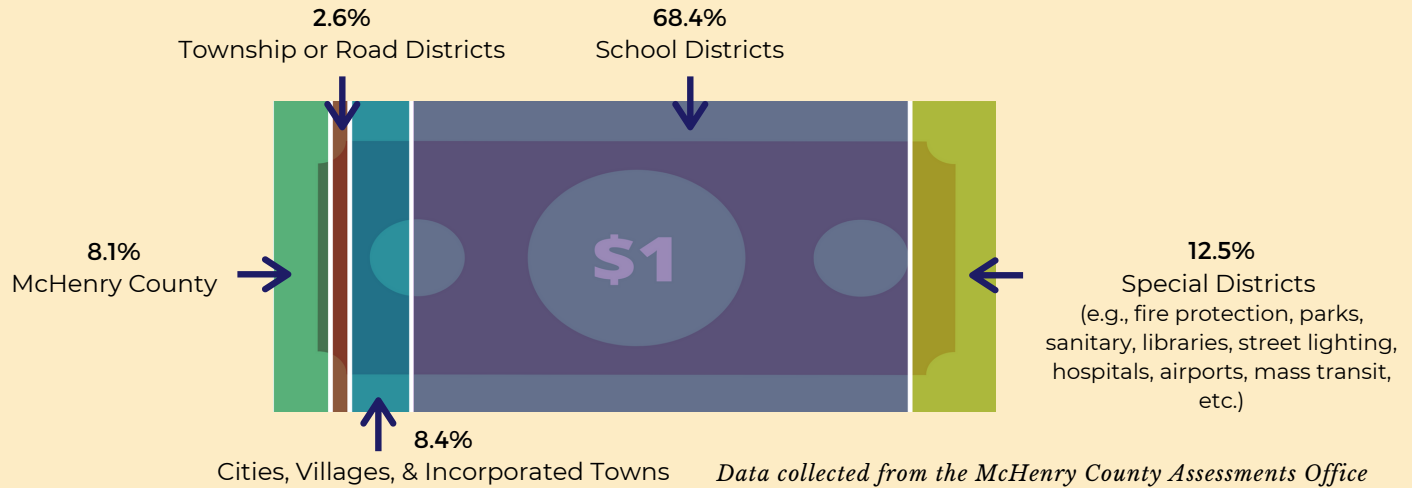 2.6%
Township or Road Districts
68.4%
School Districts
8.1%
McHenry County
$1
12.5%
Special Districts
(e.g., fire protection, parks,
sanitary, libraries, street lighting,
hospitals, airports, mass transit,
etc.)
8.4%
Cities, Villages, & Incorporated Towns
Data collected from the McHenry County Assessments Office